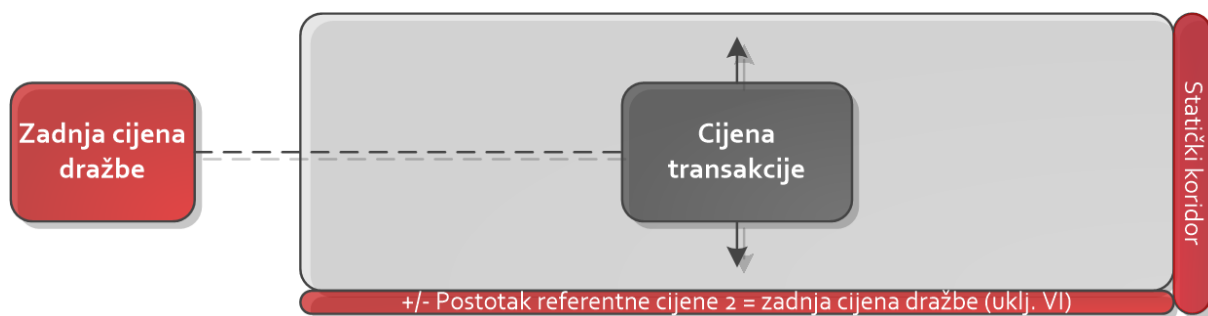 Zadnja cijena
dražbe
Cijena
transakcije
Statički koridor
+/- Postotak referentne cijene 2 = zadnja cijena dražbe (uklj. VI)